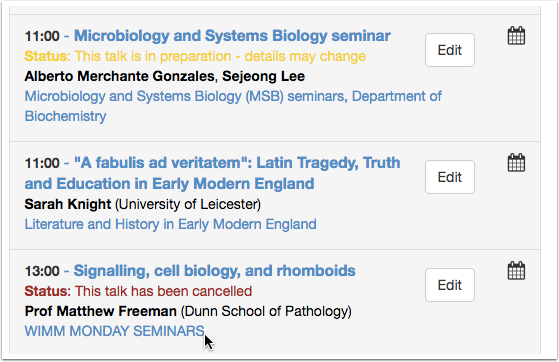 11:00 - Microbiology and Systems Biology seminar
Status: This talk is in preparation - details may change
Edit
Alberto Merchante Gonzales, Sejeong Lee
Microbiology and Systems Biology (MSB) seminars, Department of
Biochemistry
11:00 - "A fabulis ad veritatem": Latin Tragedy, Truth
and Education in Early Modern England
Edit
Sarah Knight (University of Leicester)
Literature and History in Early Modern England
13:00 - Signalling, cell biology, and rhomboids
Status: This talk has been cancelled
Edit
Prof Matthew Freeman (Dunn School of Pathology)
WIMM MONDAY SEMINARS